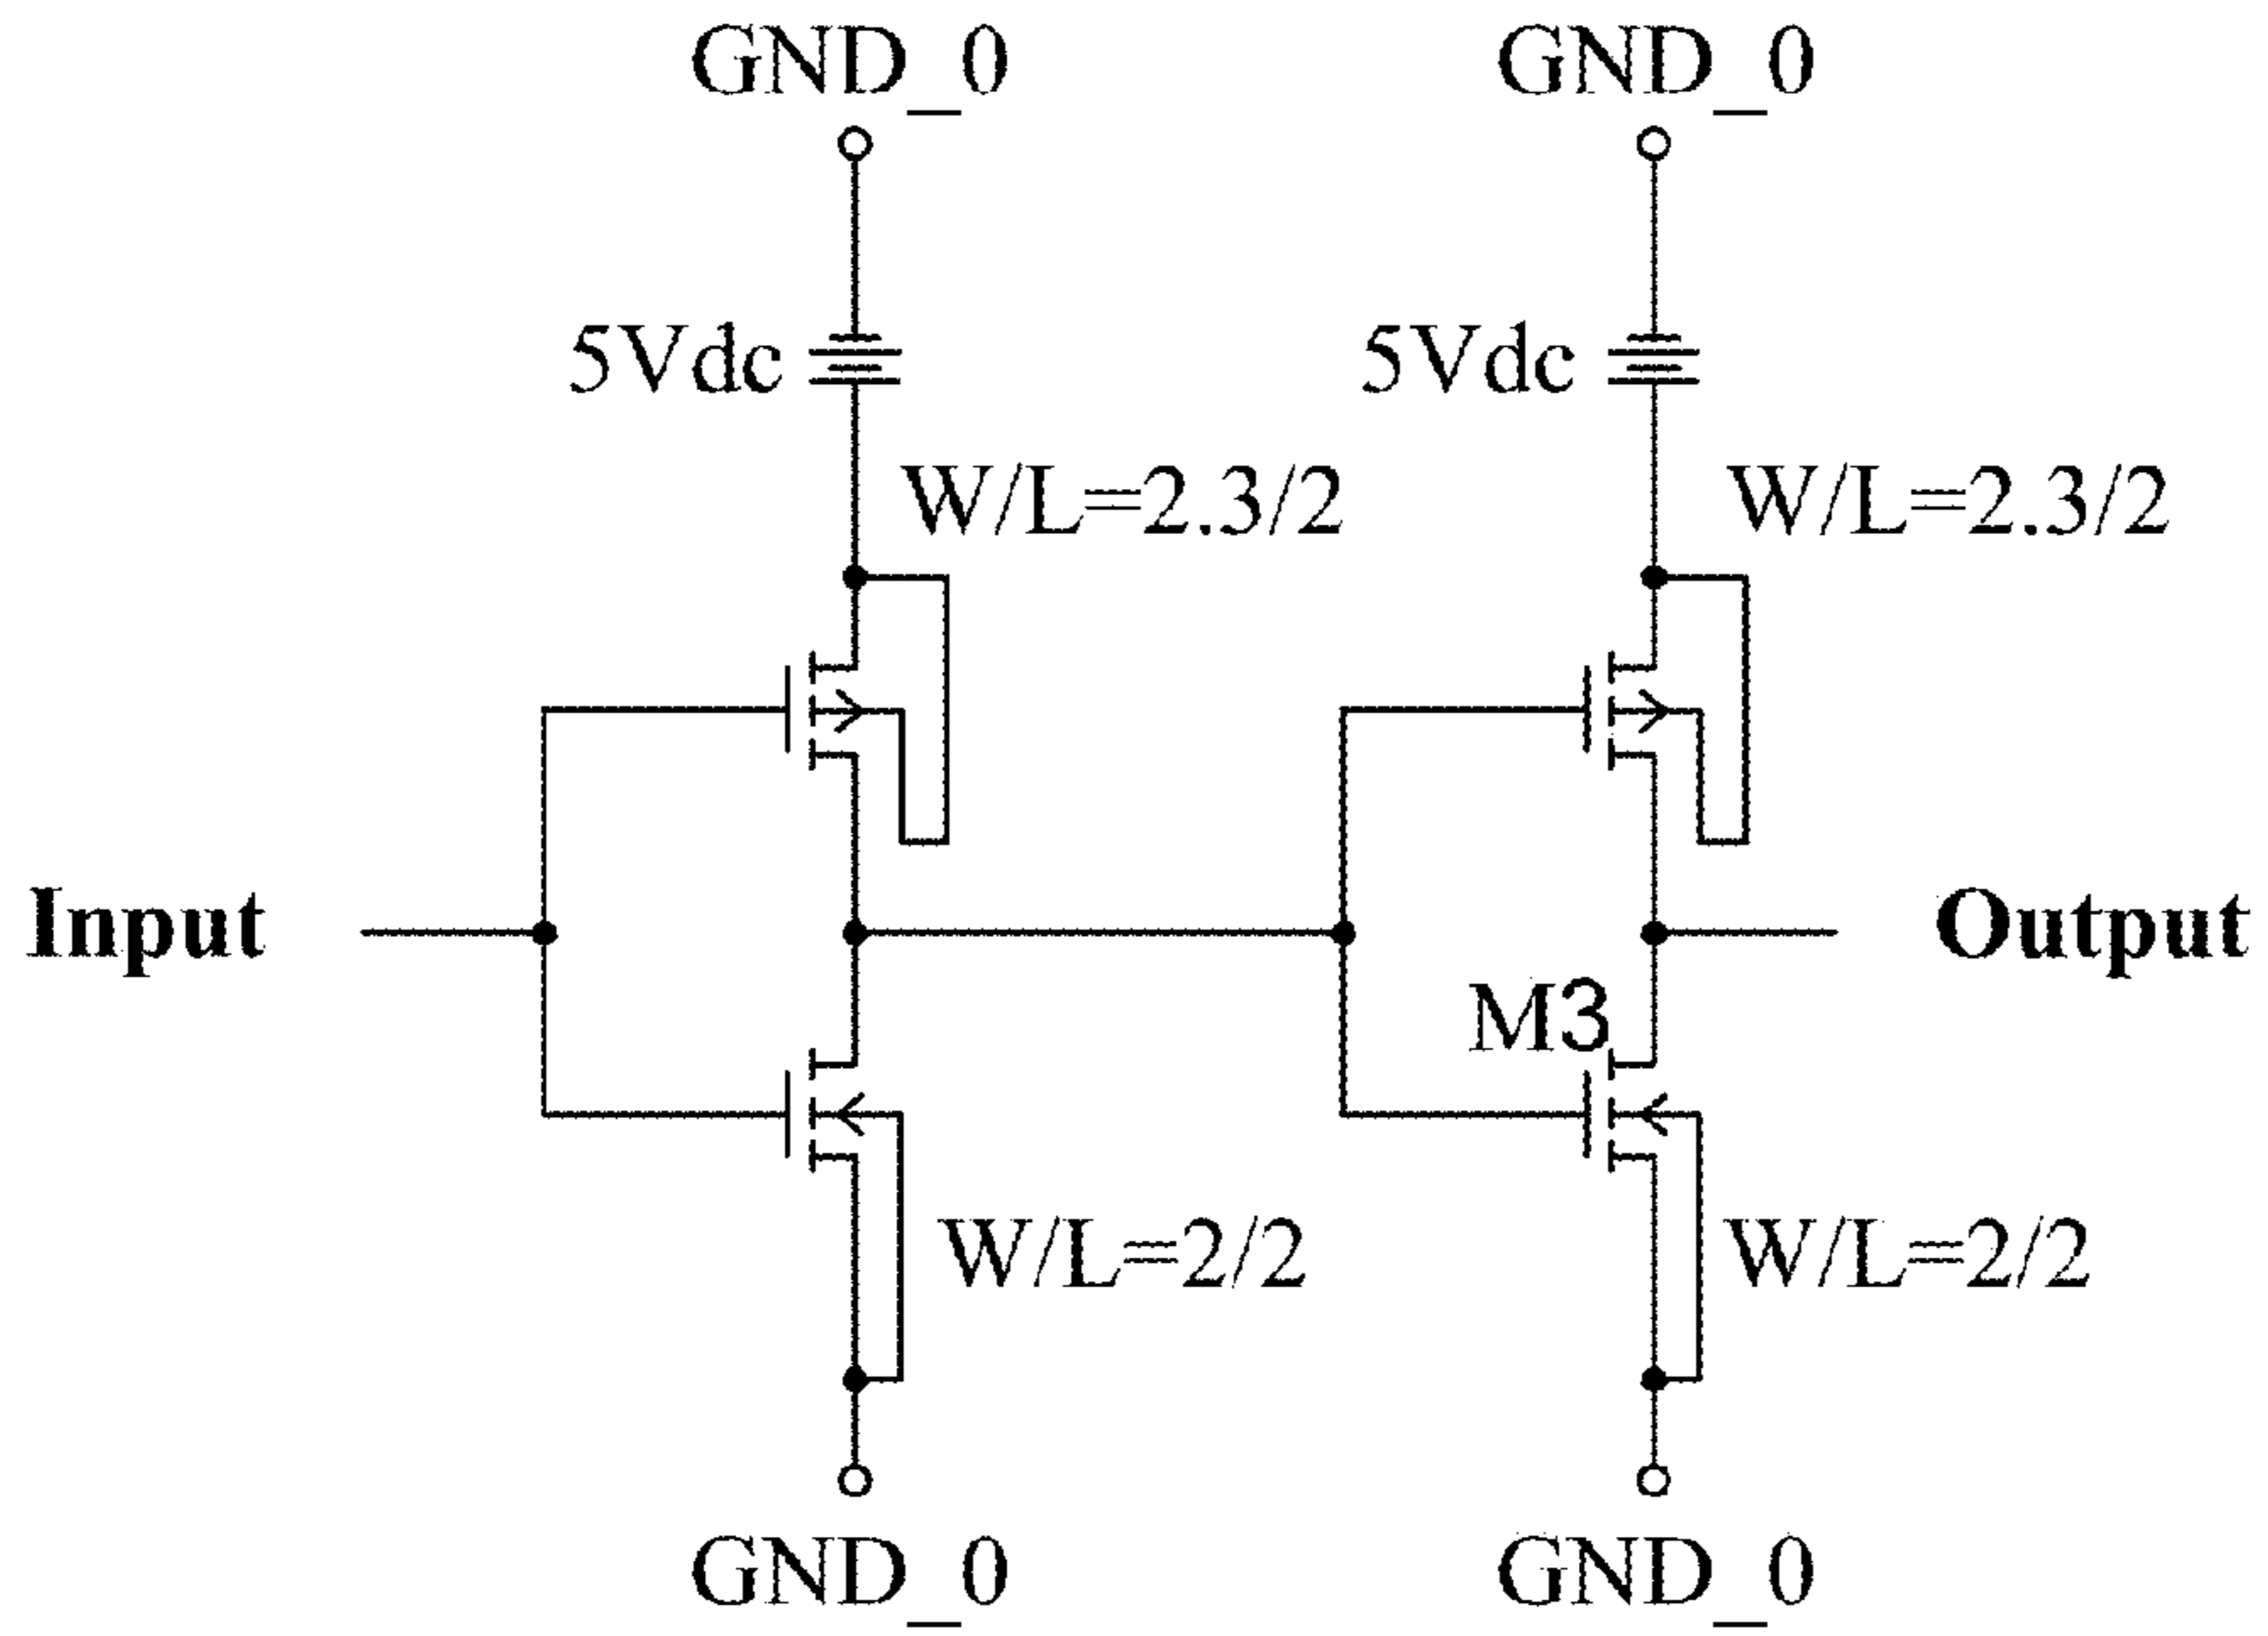 GND_0 GND_0
5Vdc 5Vdc
W/L=2.3/2 W/L=2.3/2
Input Output
M3
W/L=2/2 W/L=2/2
GND_0 GND_0